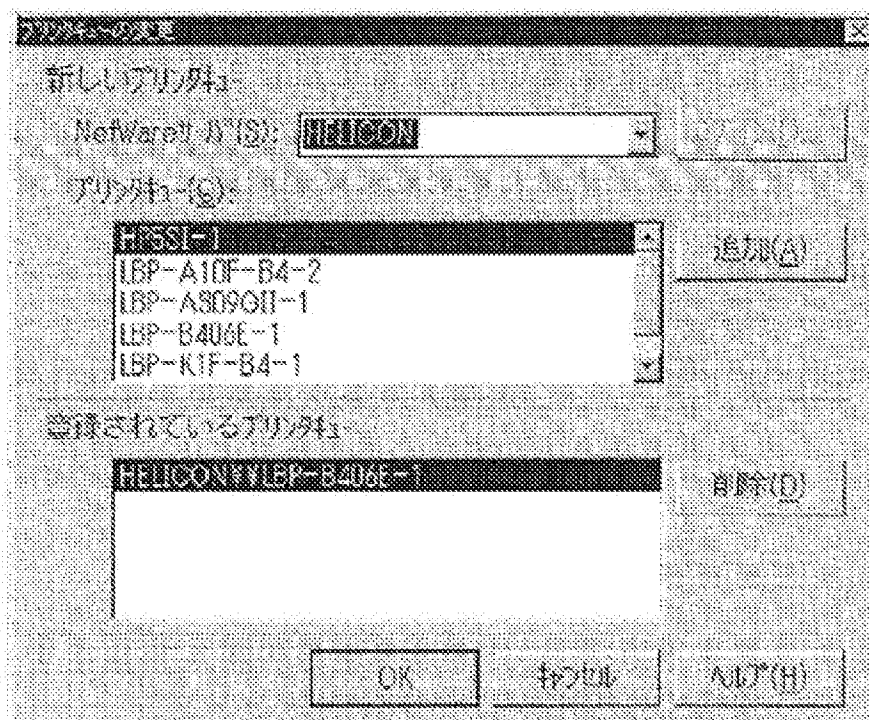 プリンタキューの変更
新しいプリンタキュー
NetWareサーバ(S): HELICON
プリンタキュー(Q):
HP5SI-1
LBP-A10F-B4-2
LBP-B406E-1
LBP-K1F-B4-1
追加(A)
登録されているプリンタキュー
HELICON¥¥LBP-B406E-1
削除(D)
OK キャンセル ヘルプ(H)